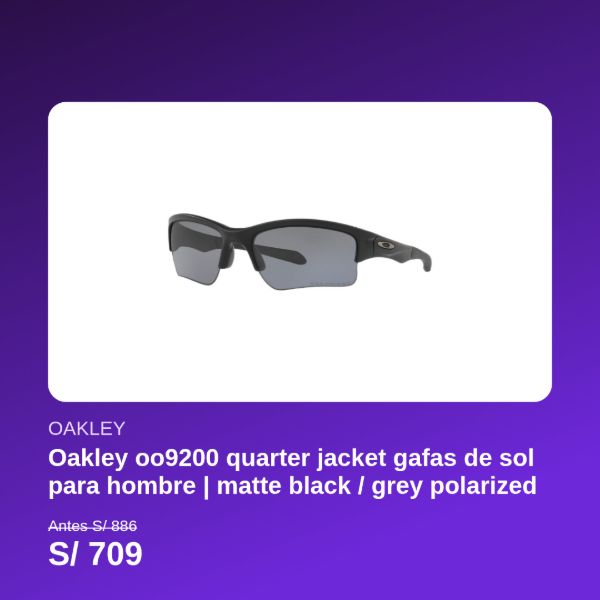 OAKLEY
Oakley oo9200 quarter jacket gafas de sol
para hombre | matte black / grey polarized
Antes S/ 886
S/ 709